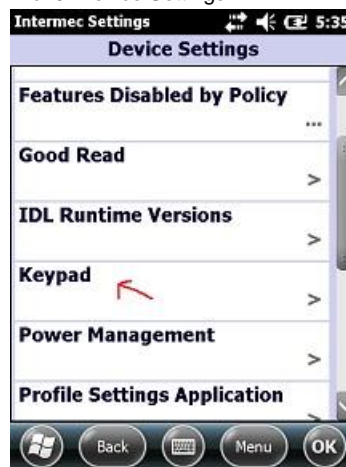 Intermec Settings 5:35
Device Settings
Features Disabled by Policy
...
Good Read
>
IDL Runtime Versions
>
Keypad
>
Power Management
>
Profile Settings Application
>
Back Menu OK